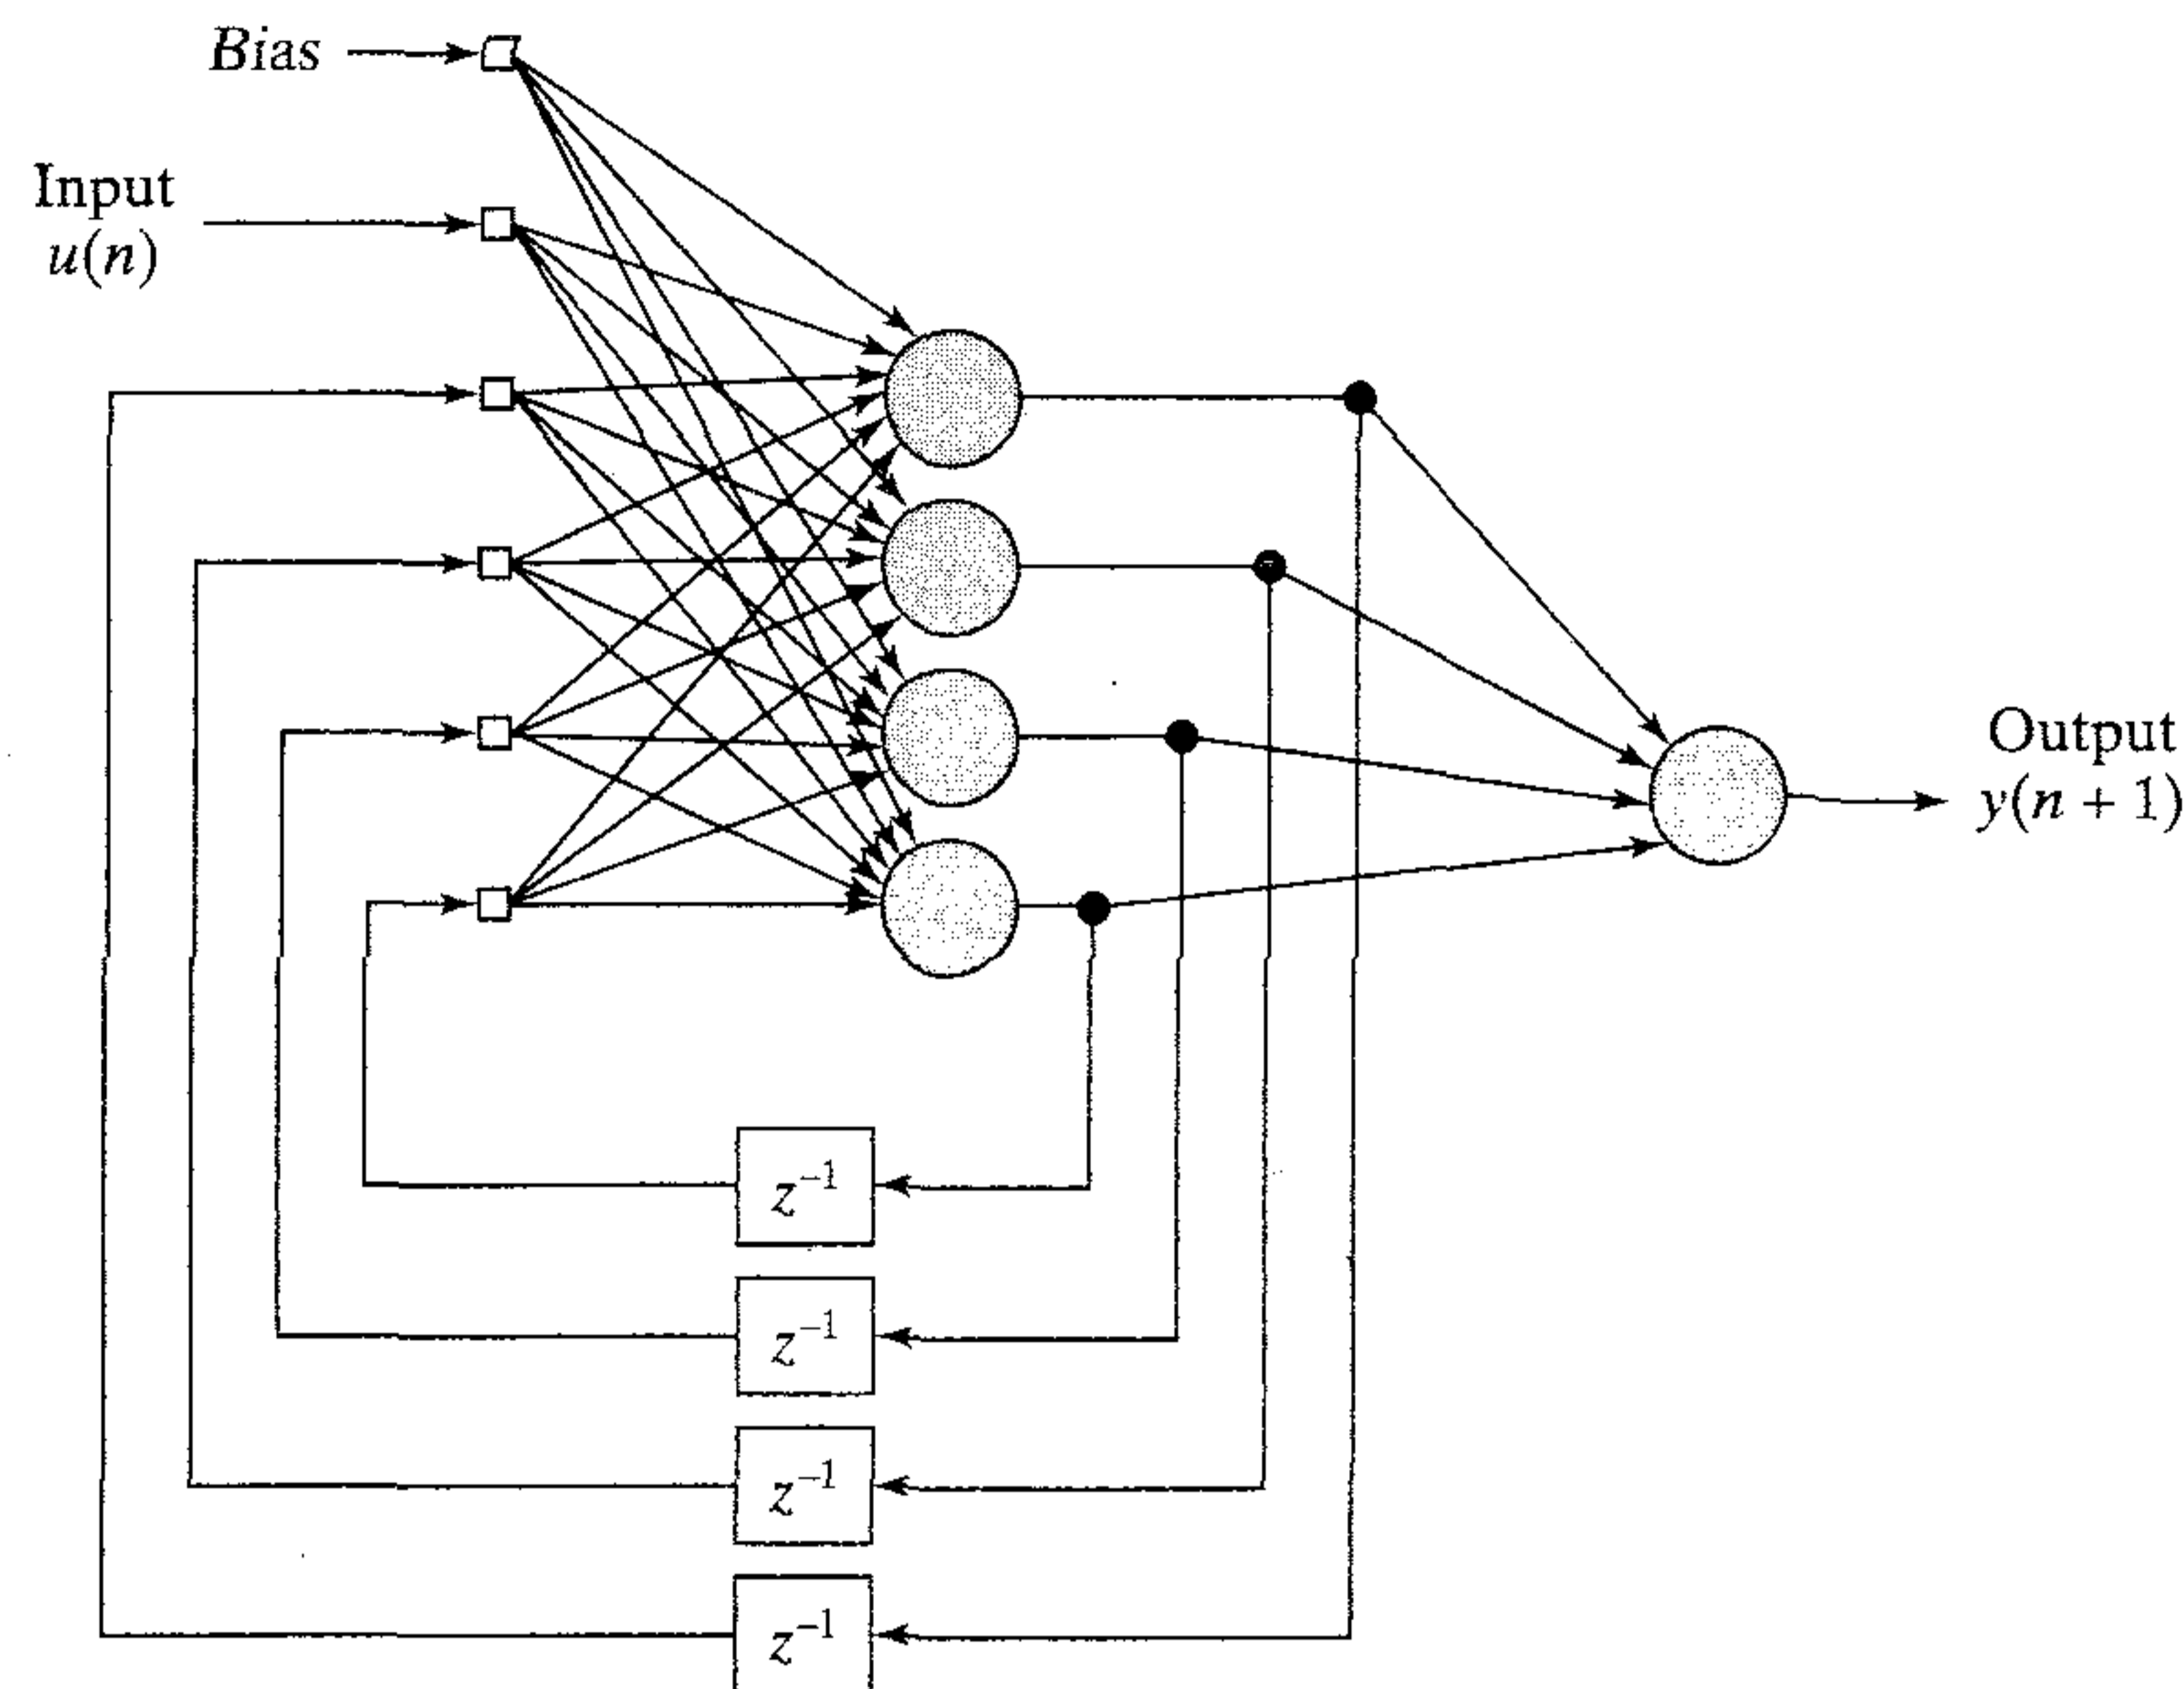 Bias
Input
u(n)
Output
y(n + 1)
z⁻¹
z⁻¹
z⁻¹
z⁻¹